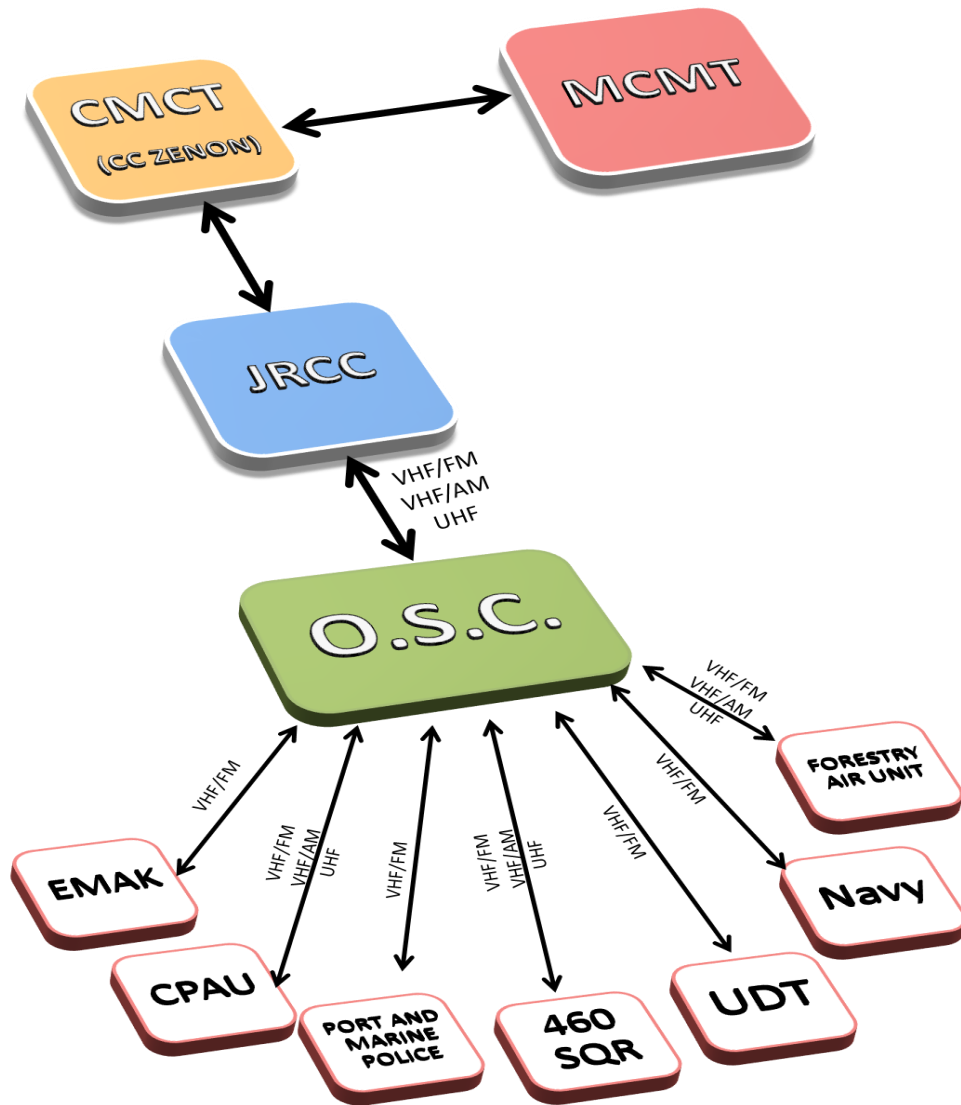 CMCT
(CC ZENON)
MCMT
JRCC
VHF/FM
VHF/AM
UHF
O.S.C.
VHF/FM
VHF/FM
VHF/AM
UHF
VHF/FM
VHF/FM
VHF/AM
UHF
VHF/FM
VHF/FM
VHF/FM
VHF/AM
UHF
EMAK
CPAU
PORT AND
MARINE
POLICE
460
SQR
UDT
Navy
FORESTRY
AIR UNIT